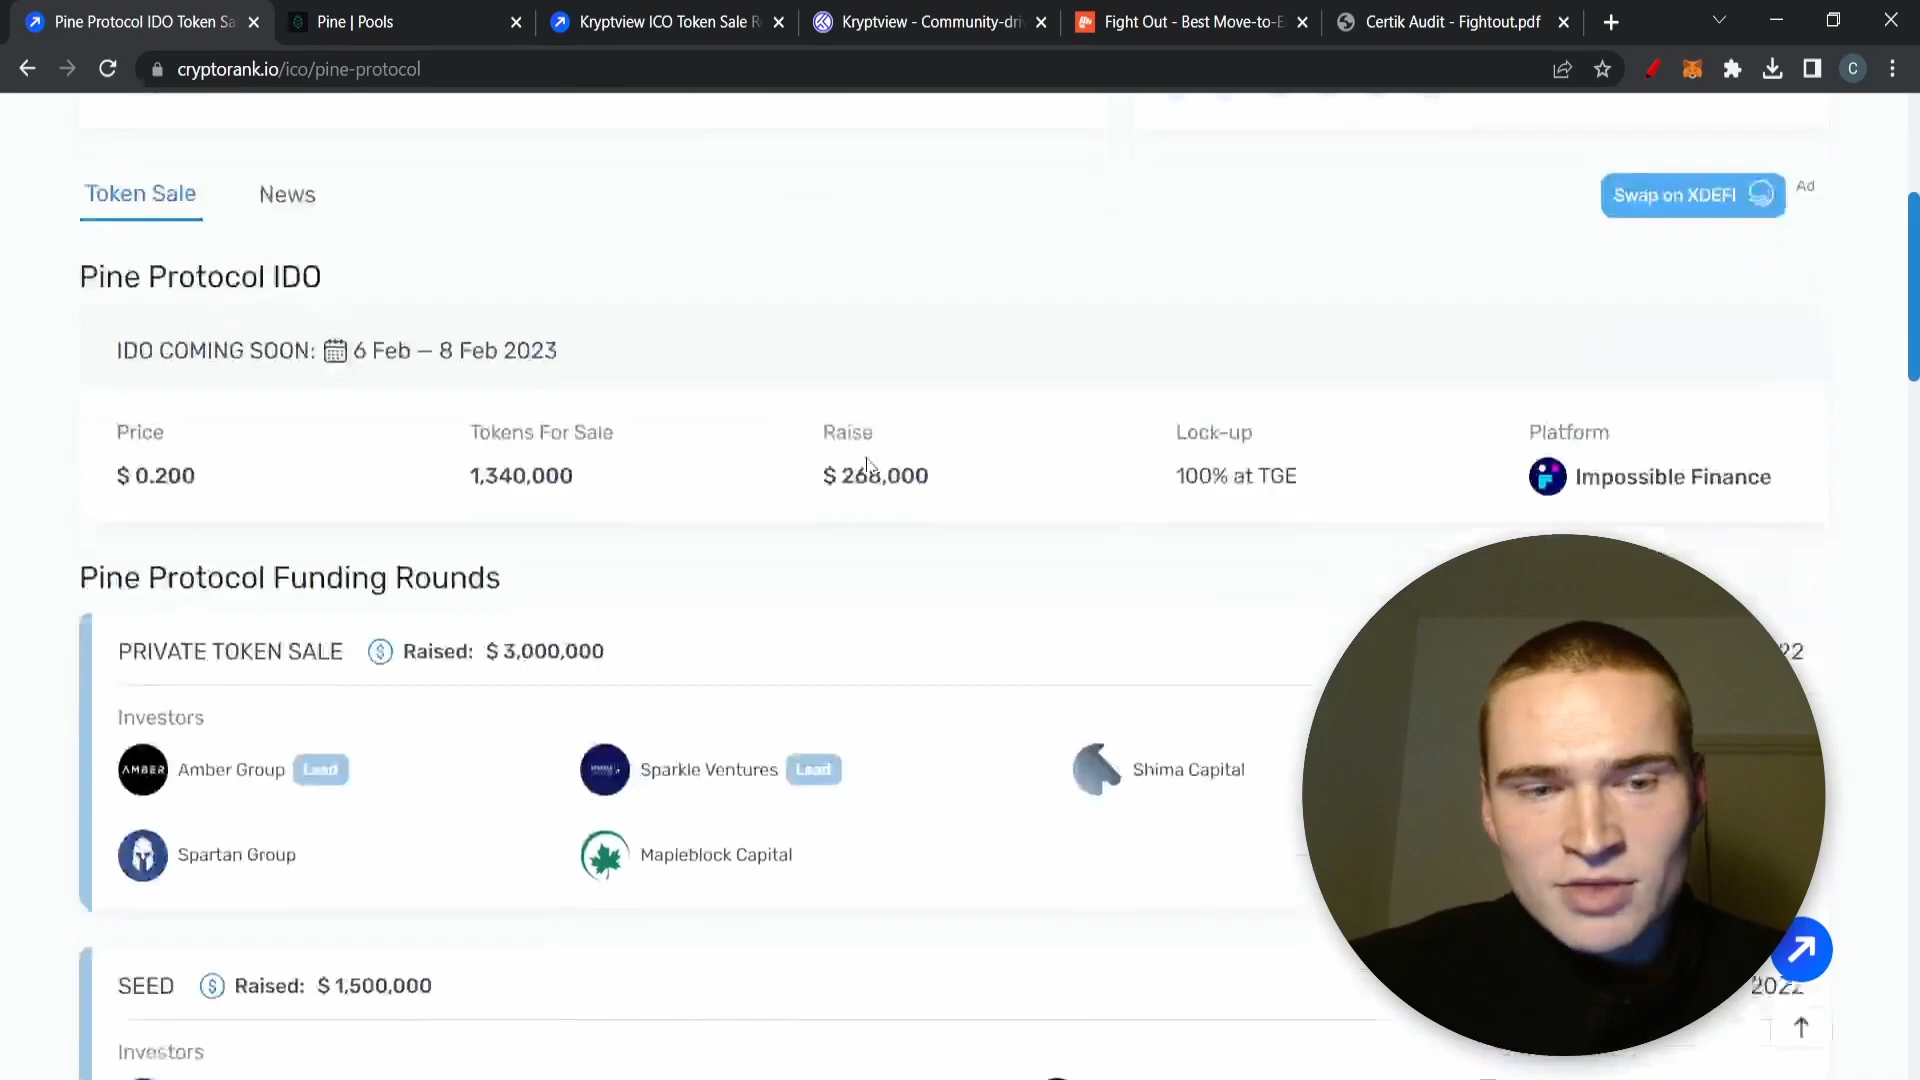 Pine Protocol IDO Token Sa
Pine | Pools
Kryptview ICO Token Sale R
Kryptview - Community-dri
Fight Out - Best Move-to-E
Certik Audit - Fightout.pdf
cryptorank.io/ico/pine-protocol
C
Token Sale
News
Swap on XDEFI
Ad
Pine Protocol IDO
IDO COMING SOON: 6 Feb — 8 Feb 2023
Price
Tokens For Sale
Raise
Lock-up
Platform
$ 0.200
1,340,000
$ 268,000
100% at TGE
Impossible Finance
Pine Protocol Funding Rounds
PRIVATE TOKEN SALE
Raised: $ 3,000,000
22
Investors
AMBER
Amber Group
Lead
Sparkle Ventures
Lead
Shima Capital
Spartan Group
Mapleblock Capital
SEED
Raised: $ 1,500,000
2022
Investors